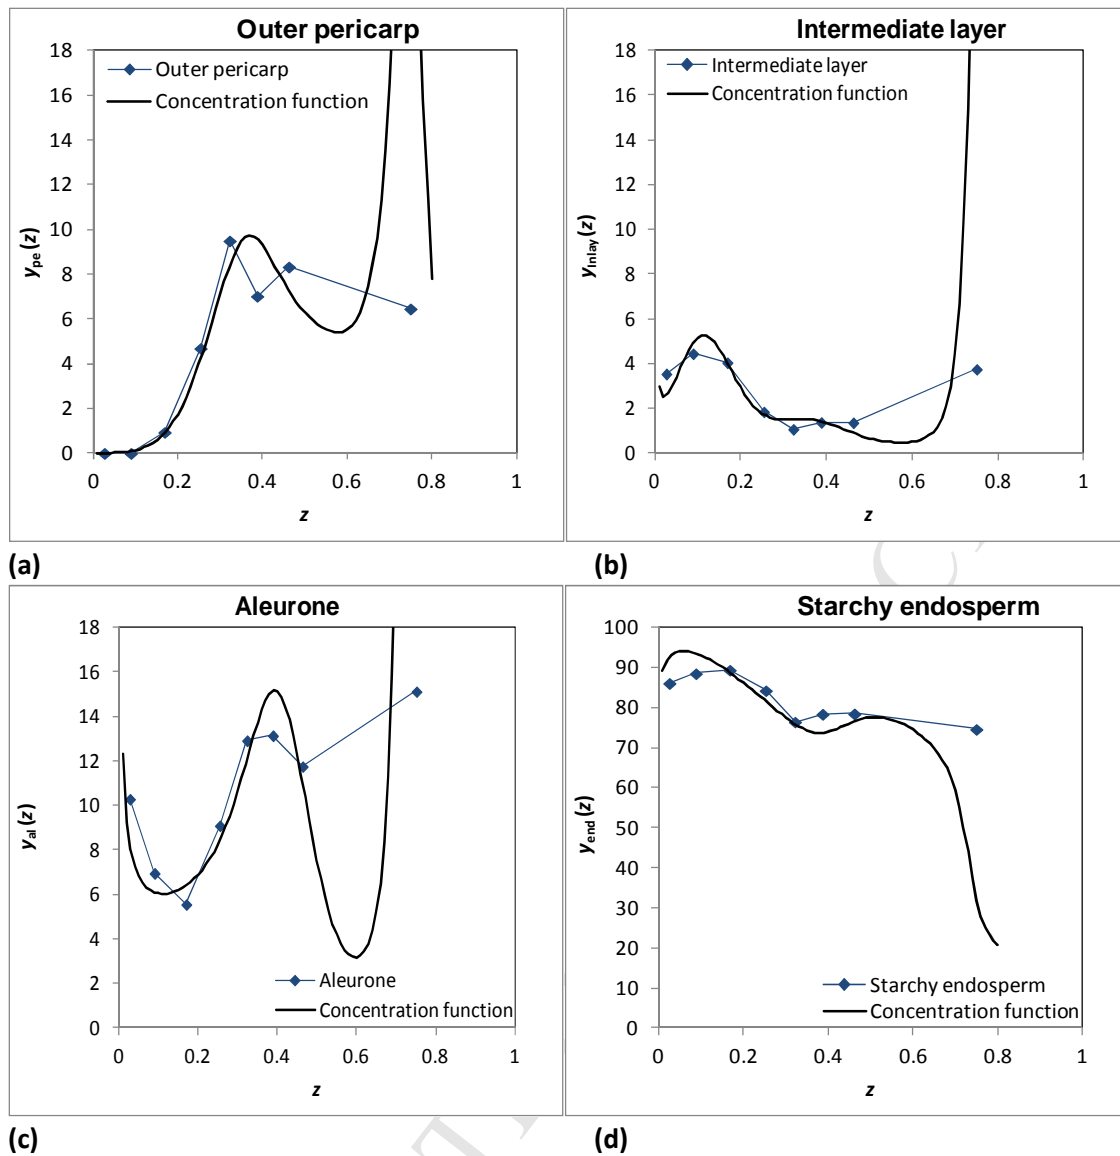 Outer pericarp
18
16
14
12
10
8
6
4
2
0
Outer pericarp
Concentration function
ype(z)
0 0.2 0.4 0.6 0.8 1
z
(a)
Intermediate layer
18
16
14
12
10
8
6
4
2
0
Intermediate layer
Concentration function
yInlay(z)
0 0.2 0.4 0.6 0.8 1
z
(b)
Aleurone
18
16
14
12
10
8
6
4
2
0
Aleurone
Concentration function
yal(z)
0 0.2 0.4 0.6 0.8 1
z
(c)
Starchy endosperm
100
90
80
70
60
50
40
30
20
10
0
Starchy endosperm
Concentration function
yend(z)
0 0.2 0.4 0.6 0.8 1
z
(d)